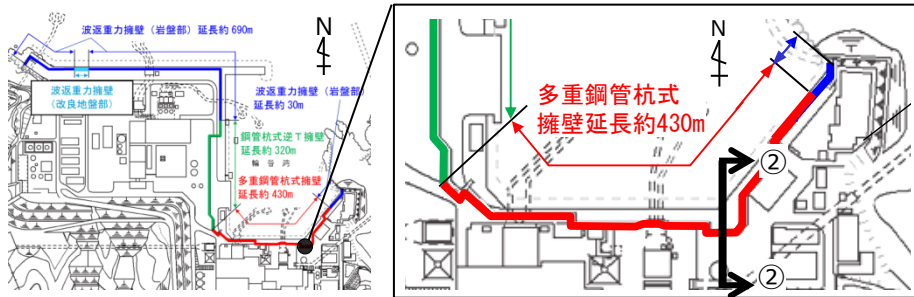 波返重力擁壁（岩盤部）延長約690m
N
波返重力擁壁
（改良地盤部）
波返重力擁壁（岩盤部
延長約30m
鋼管杭式逆T擁壁
延長約320m
輪谷湾
多重鋼管杭式擁壁
延長約430m
N
多重鋼管杭式
擁壁延長約430m
②
②